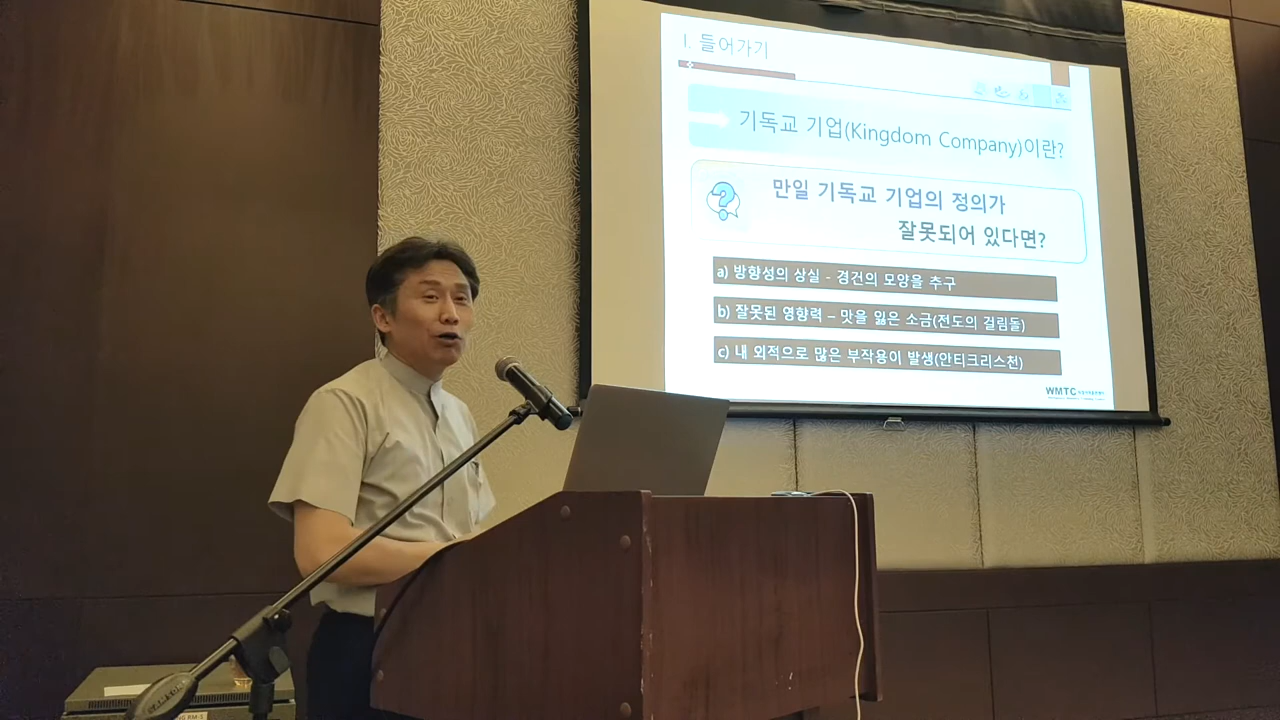 I. 들어가기
기독교 기업(Kingdom Company)이란?
만일 기독교 기업의 정의가
잘못되어 있다면?
a) 방향성의 상실 - 경건의 모양을 추구
b) 잘못된 영향력 – 맛을 잃은 소금(전도의 걸림돌)
c) 내 외적으로 많은 부작용이 발생(안티크리스천)
WMTC